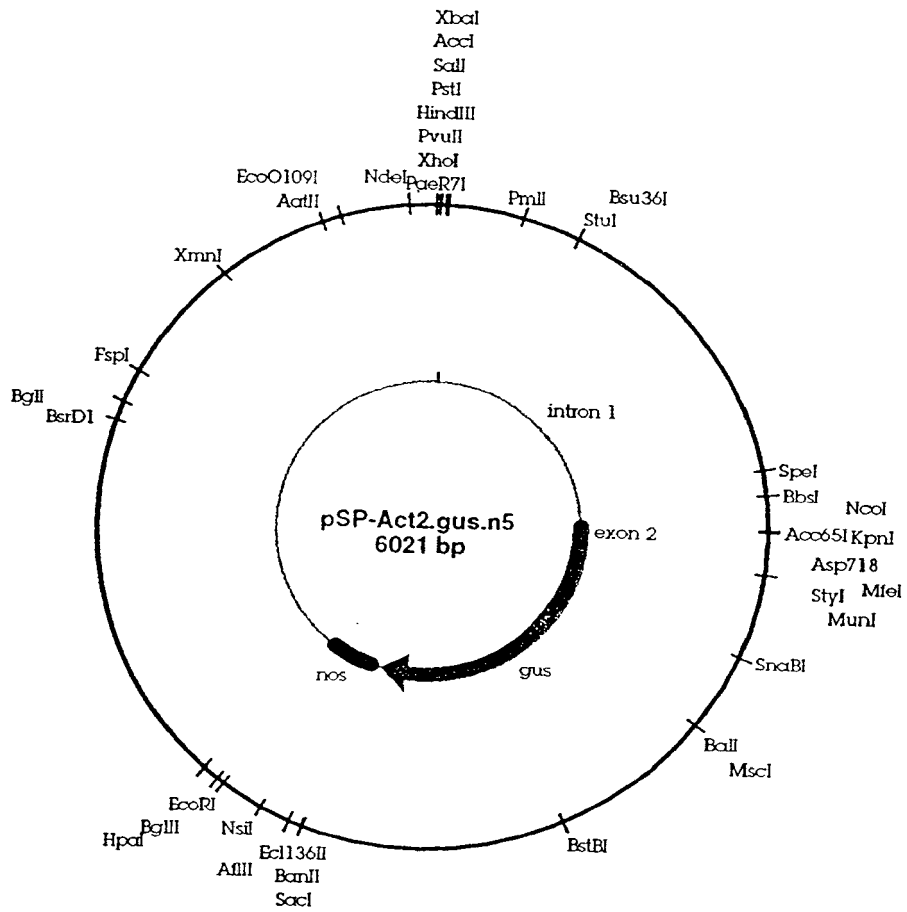 XbaI
AccI
SalI
PstI
HindIII
PvuII
XhoI
EcoO109I
NdeI
PaeR7I
AatII
PmlI
Bsu36I
StuI
XmnI
FspI
BglI
BsrDI
intron 1
SpeI
BbsI
NcoI
pSP-Act2.gus.n5
6021 bp
exon 2
Acc65I KpnI
Asp718
StyI MfeI
MunI
SnaBI
nos
gus
BalI
MscI
EcoRI
BglII
HpaI
NsiI
AflII
Ecl136II
BanII
SacI
BstBI